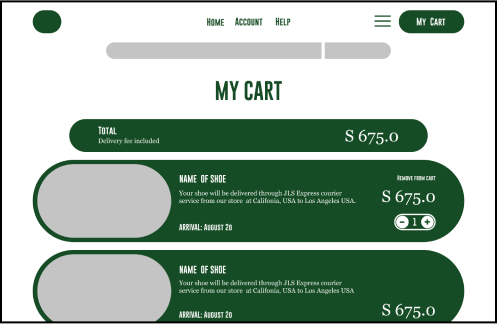 Home Account Help
My Cart
MY CART
Total
Delivery fee included
S 675.0
NAME OF SHOE
Remove from cart
Your shoe will be delivered through JLS Express courier
service from our store at Califonia, USA to Los Angeles USA.
S 675.0
1
ARRIVAL: August 20
NAME OF SHOE
Your shoe will be delivered through JLS Express courier
service from our store at Califonia, USA to Los Angeles USA
S 675.0
ARRIVAL: August 20